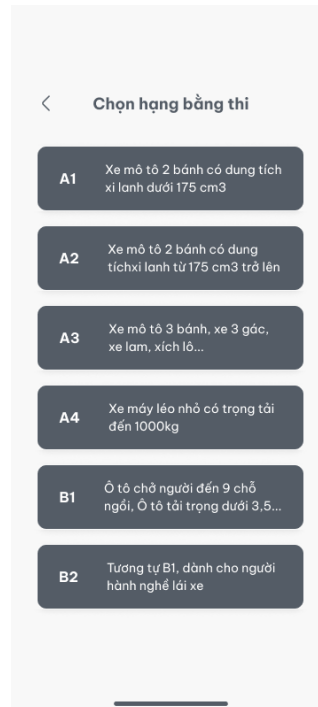 Chọn hạng bằng thi
A1
Xe mô tô 2 bánh có dung tích
xi lanh dưới 175 cm3
A2
Xe mô tô 2 bánh có dung
tíchxi lanh từ 175 cm3 trở lên
A3
Xe mô tô 3 bánh, xe 3 gác,
xe lam, xích lô...
A4
Xe máy léo nhỏ có trọng tải
đến 1000kg
B1
Ô tô chở người đến 9 chỗ
ngồi, Ô tô tải trọng dưới 3,5...
B2
Tương tự B1, dành cho người
hành nghề lái xe